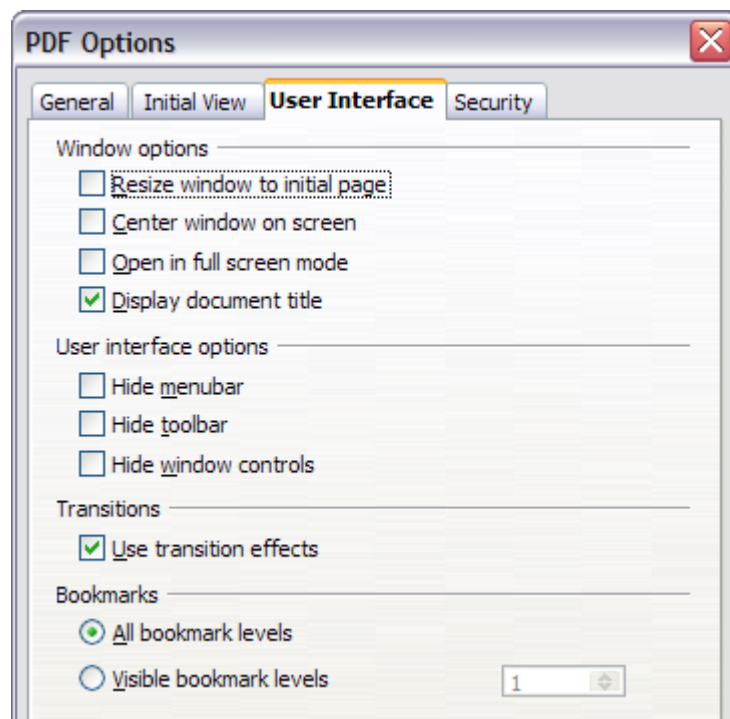 PDF Options
General Initial View User Interface Security
Window options
Resize window to initial page
Center window on screen
Open in full screen mode
Display document title
User interface options
Hide menubar
Hide toolbar
Hide window controls
Transitions
Use transition effects
Bookmarks
All bookmark levels
Visible bookmark levels 1